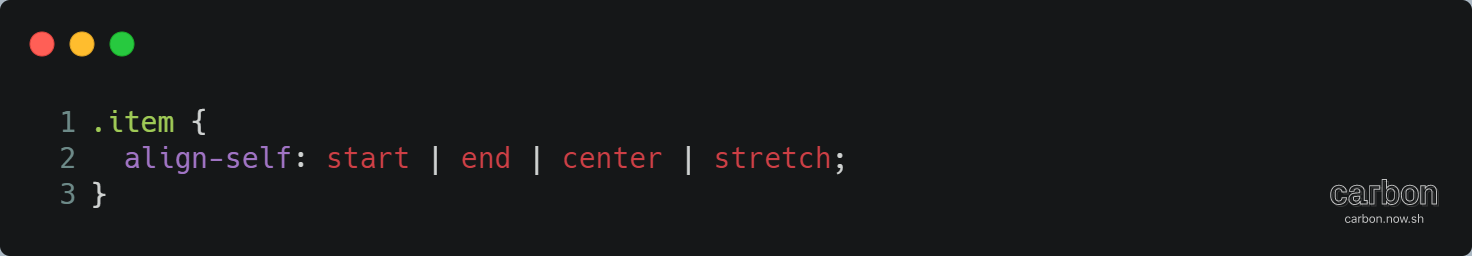 1 .item {
2   align-self: start | end | center | stretch;
3 }
carbon
carbon.now.sh